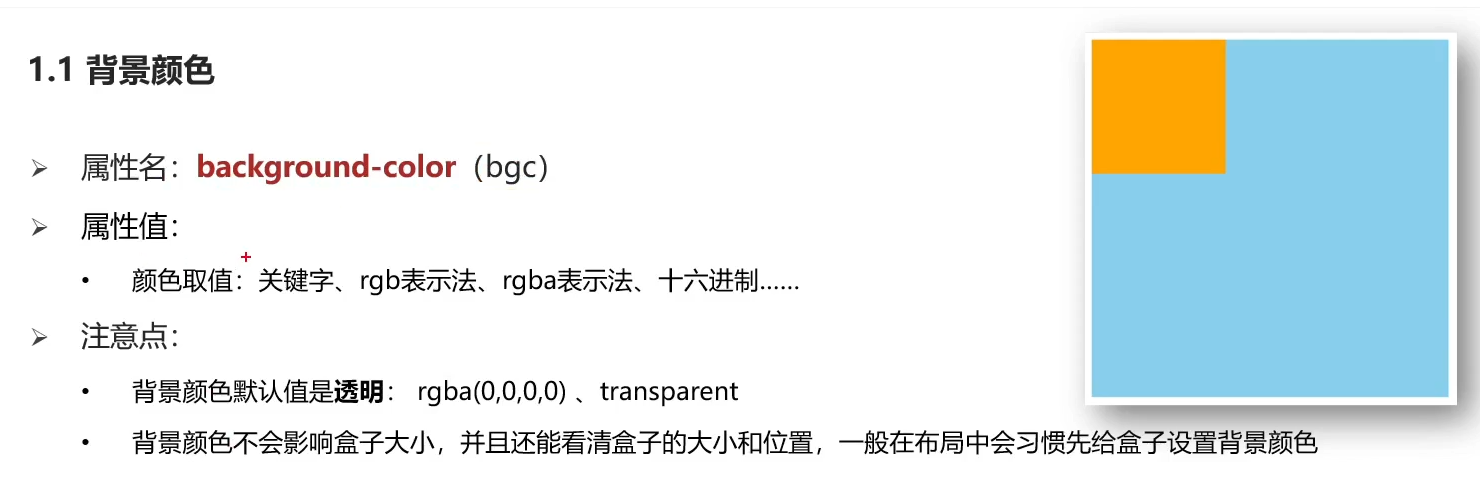 1.1 背景颜色
属性名：background-color（bgc）
属性值：
颜色取值：关键字、rgb表示法、rgba表示法、十六进制……
注意点：
背景颜色默认值是透明： rgba(0,0,0,0) 、transparent
背景颜色不会影响盒子大小，并且还能看清盒子的大小和位置，一般在布局中会习惯先给盒子设置背景颜色